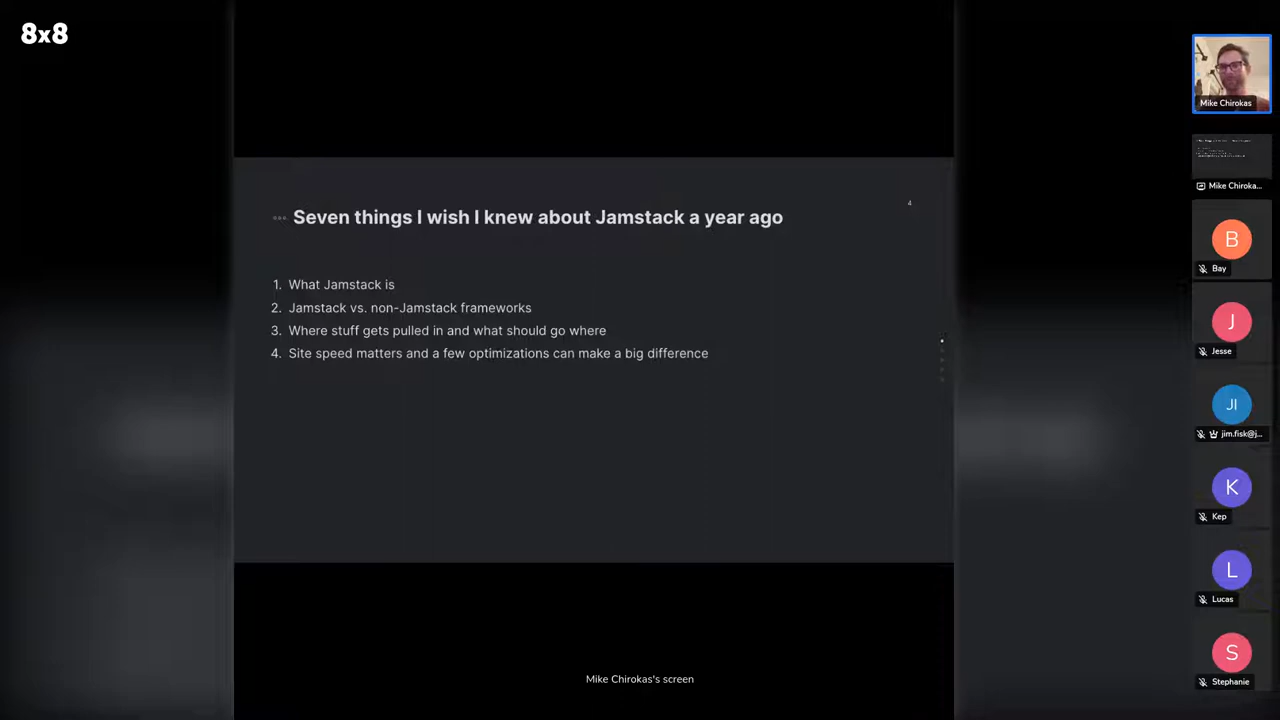 8x8
Seven things I wish I knew about Jamstack a year ago
4
1. What Jamstack is
2. Jamstack vs. non-Jamstack frameworks
3. Where stuff gets pulled in and what should go where
4. Site speed matters and a few optimizations can make a big difference
Mike Chirokas's screen
Mike Chirokas
Mike Chiroka...
B
Bay
J
Jesse
JI
jim.fisk@j...
K
Kep
L
Lucas
S
Stephanie